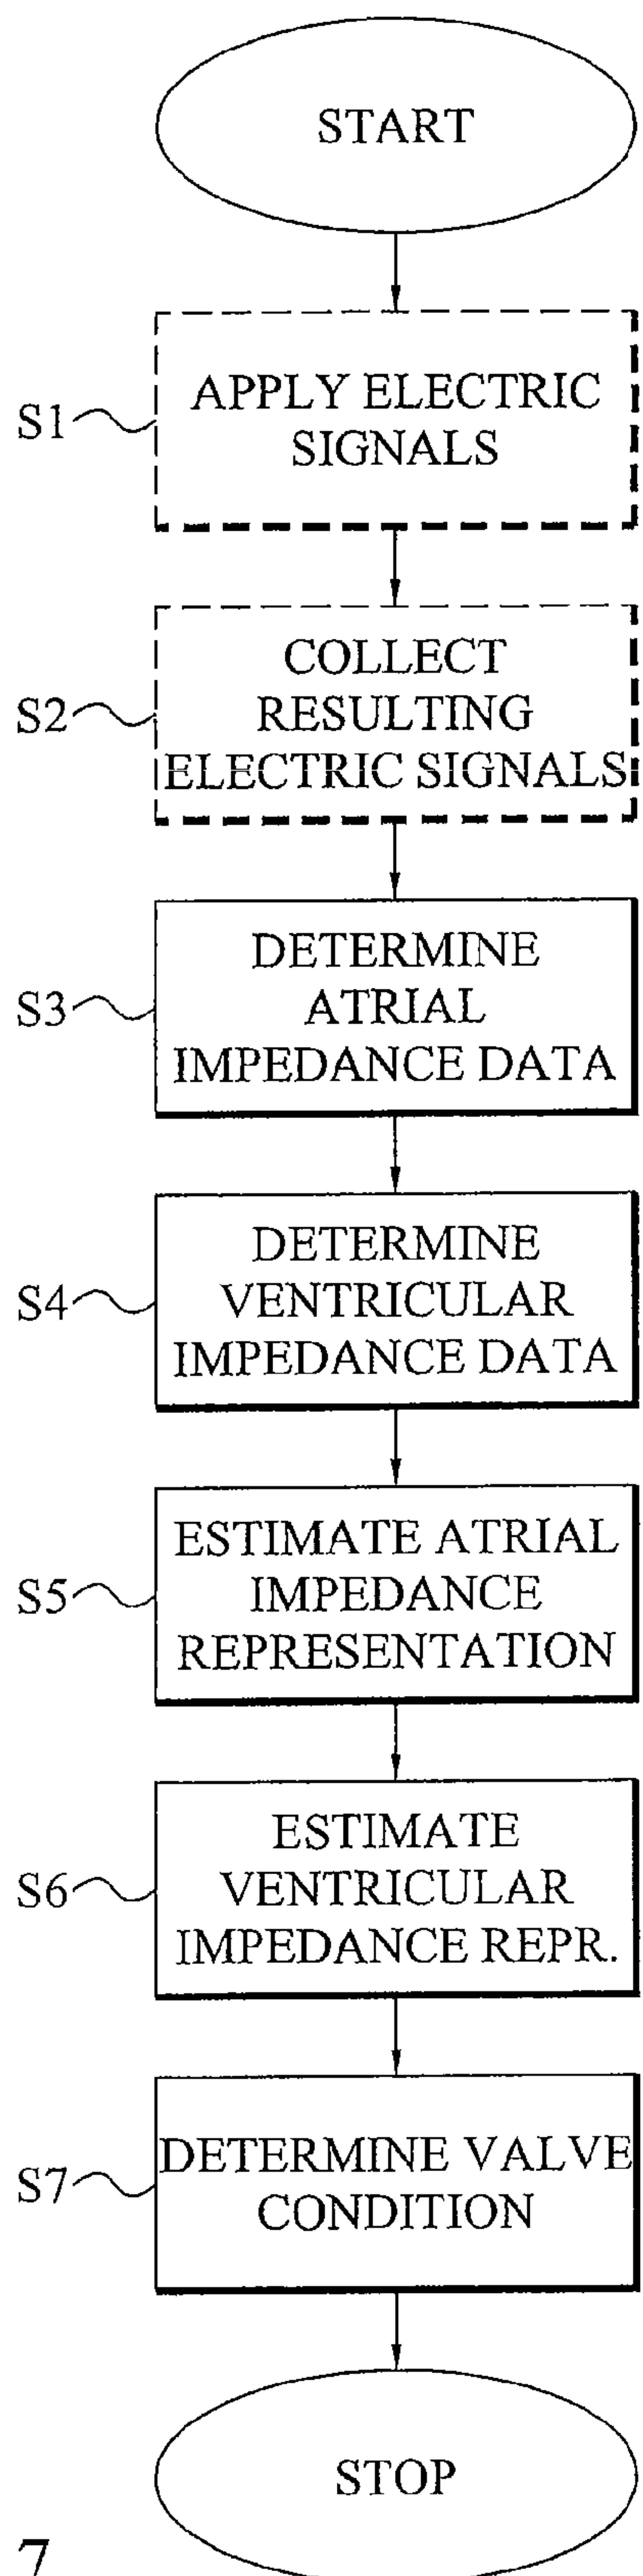 START
S1
APPLY ELECTRIC
SIGNALS
S2
COLLECT
RESULTING
ELECTRIC SIGNALS
S3
DETERMINE
ATRIAL
IMPEDANCE DATA
S4
DETERMINE
VENTRICULAR
IMPEDANCE DATA
S5
ESTIMATE ATRIAL
IMPEDANCE
REPRESENTATION
S6
ESTIMATE
VENTRICULAR
IMPEDANCE REPR.
S7
DETERMINE VALVE
CONDITION
STOP
7